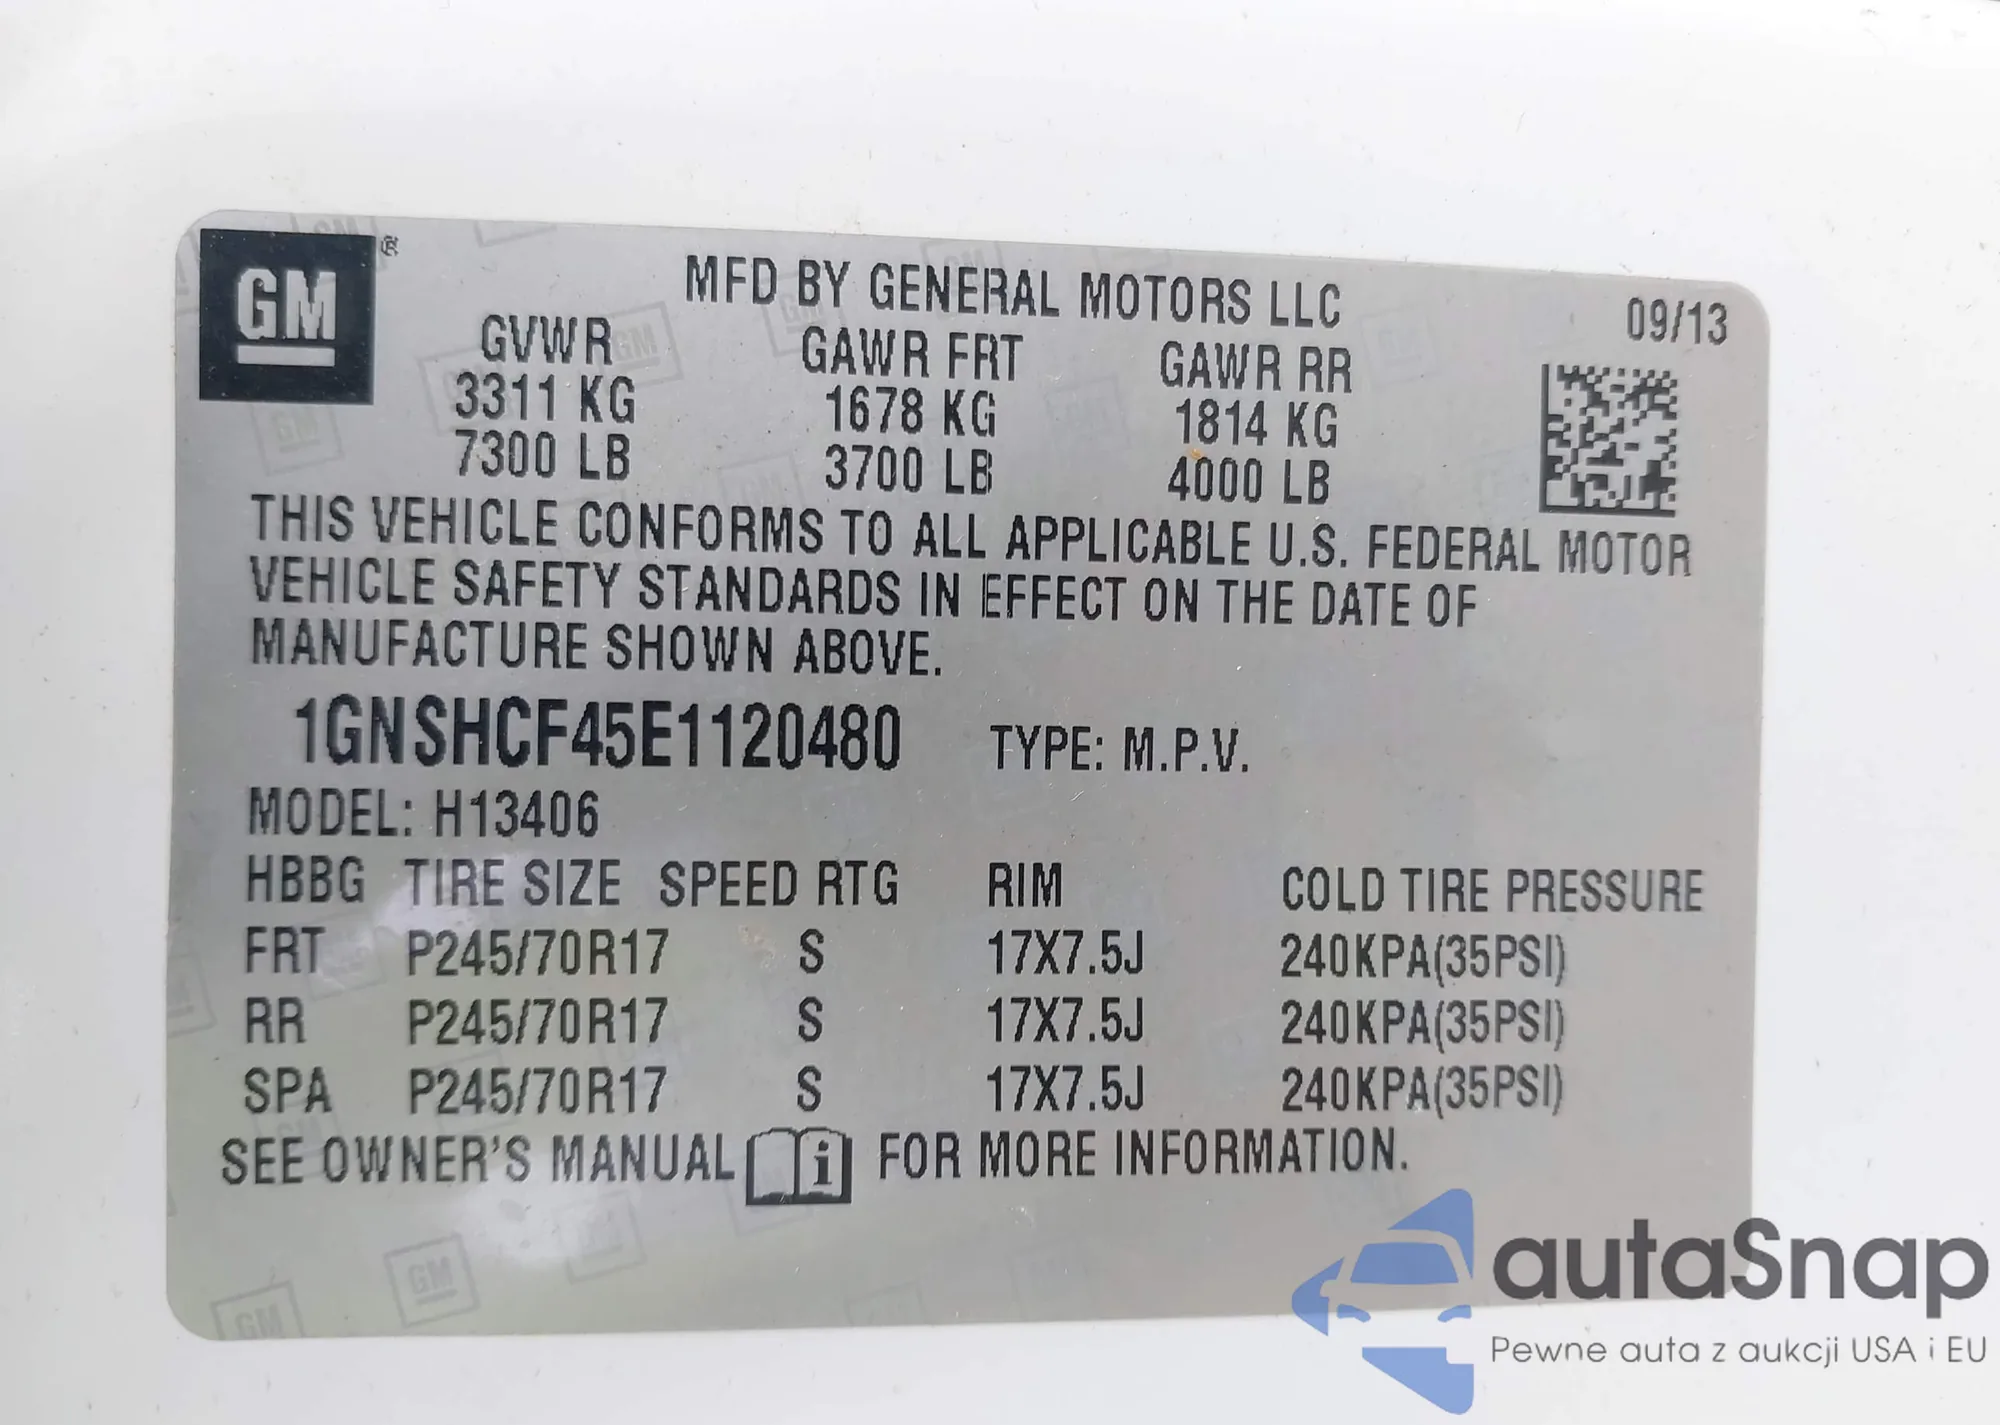 GM ®
MFD BY GENERAL MOTORS LLC 09/13
GVWR GAWR FRT GAWR RR
3311 KG 1678 KG 1814 KG
7300 LB 3700 LB 4000 LB
THIS VEHICLE CONFORMS TO ALL APPLICABLE U.S. FEDERAL MOTOR
VEHICLE SAFETY STANDARDS IN EFFECT ON THE DATE OF
MANUFACTURE SHOWN ABOVE.
1GNSHCF45E1120480 TYPE: M.P.V.
MODEL: H13406
HBBG TIRE SIZE SPEED RTG RIM COLD TIRE PRESSURE
FRT P245/70R17 S 17X7.5J 240KPA(35PSI)
RR P245/70R17 S 17X7.5J 240KPA(35PSI)
SPA P245/70R17 S 17X7.5J 240KPA(35PSI)
SEE OWNER'S MANUAL i FOR MORE INFORMATION.
GM
GM
autaSnap
Pewne auta z aukcji USA i EU